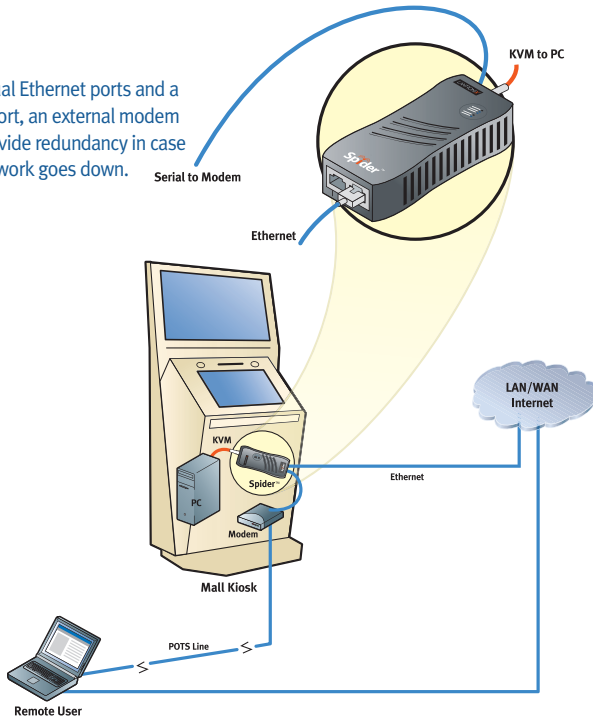 KVM to PC
al Ethernet ports and a
ort, an external modem
vide redundancy in case
work goes down.
Serial to Modem
Spider
Ethernet
LAN/WAN
Internet
KVM
Spider™
Ethernet
PC
Modem
Mall Kiosk
POTS Line
Remote User